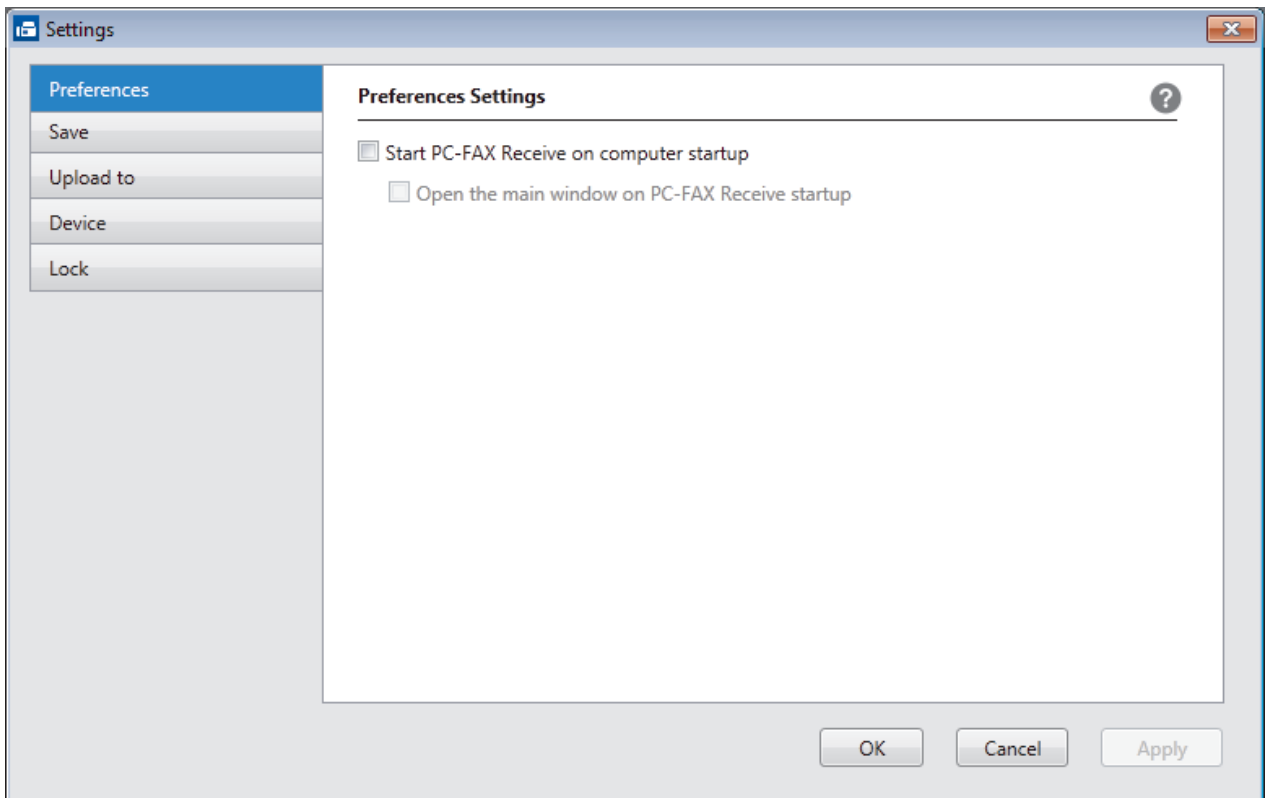 Settings
Preferences
Save
Upload to
Device
Lock
Preferences Settings
?
Start PC-FAX Receive on computer startup
Open the main window on PC-FAX Receive startup
OK
Cancel
Apply